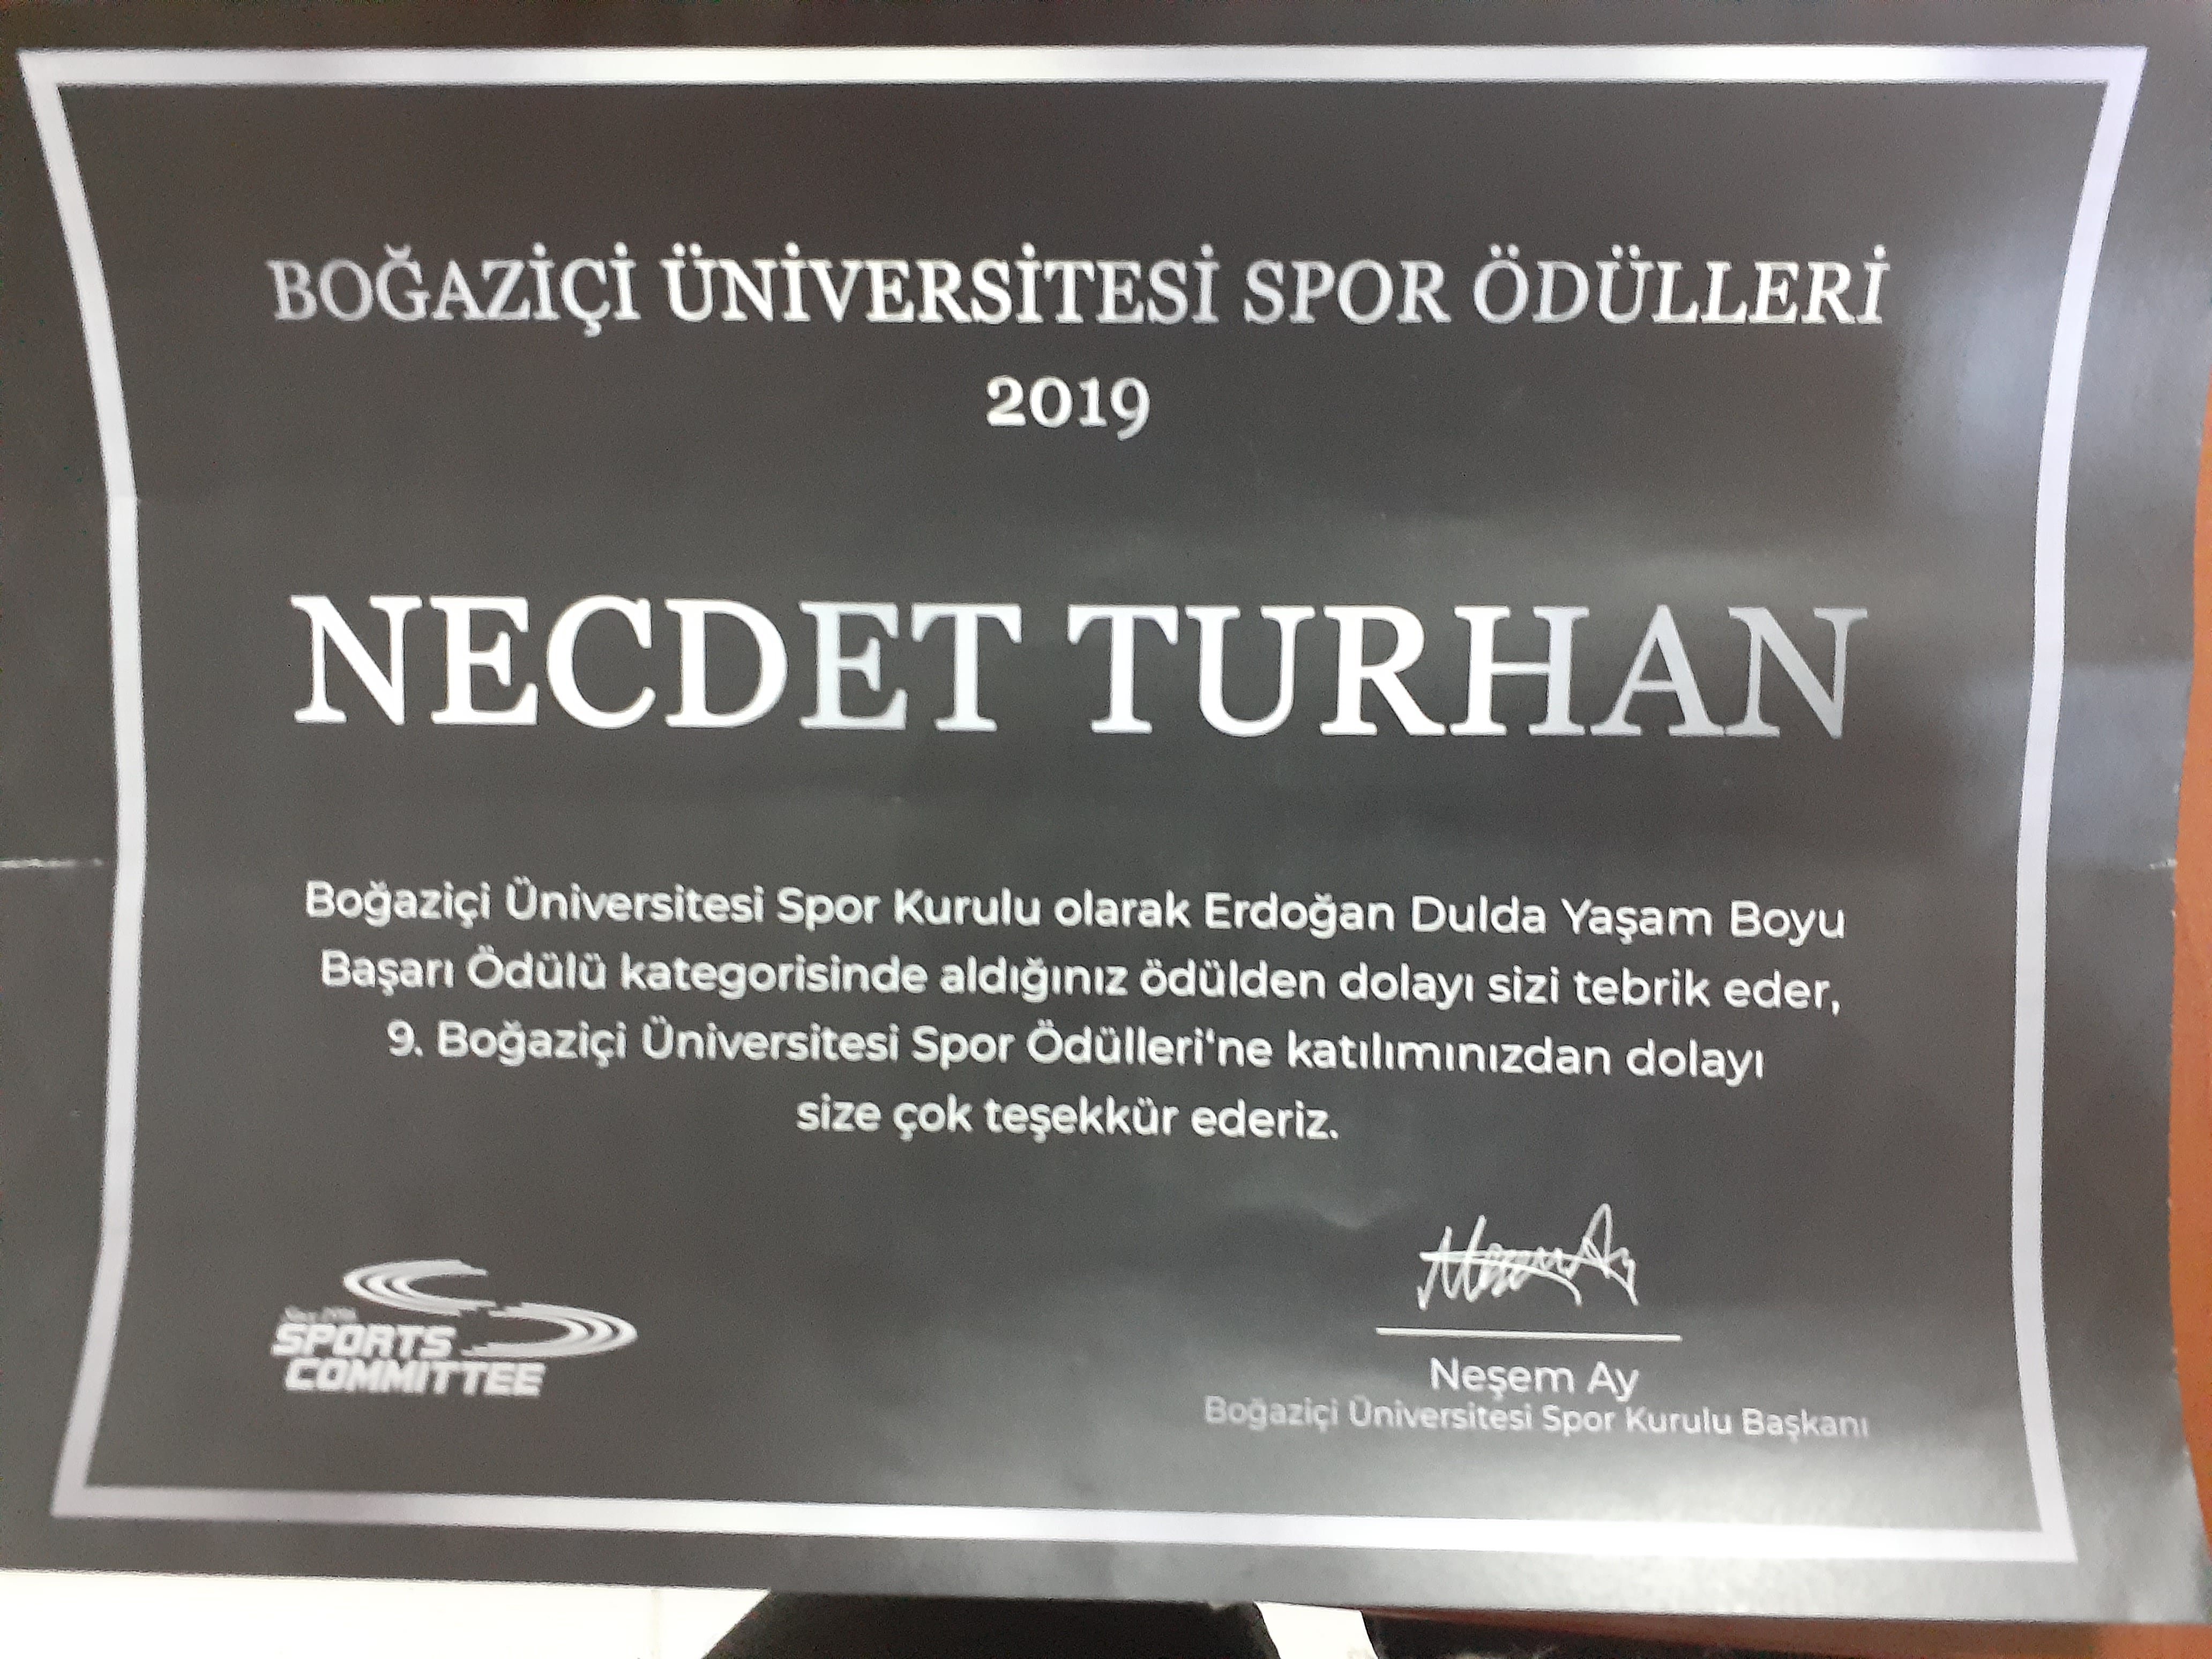 BOĞAZİÇİ ÜNİVERSİTESİ SPOR ÖDÜLLERİ
2019
NECDET TURHAN
Boğaziçi Üniversitesi Spor Kurulu olarak Erdoğan Dulda Yaşam Boyu
Başarı Ödülü kategorisinde aldığınız ödülden dolayı sizi tebrik eder,
9. Boğaziçi Üniversitesi Spor Ödülleri'ne katılımınızdan dolayı
size çok teşekkür ederiz.
SPORTS
COMMITTEE
Neşem Ay
Neşem Ay
Boğaziçi Üniversitesi Spor Kurulu Başkanı